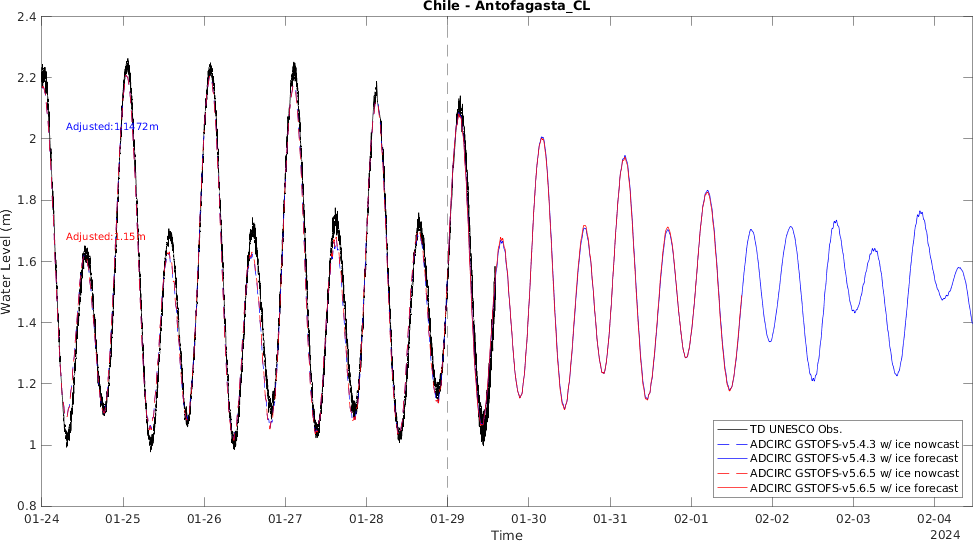 Chile - Antofagasta_CL
2.4
2.2
2
1.8
1.6
1.4
1.2
1
0.8
Water Level (m)
Adjusted:1.1472m
Adjusted:1.15m
TD UNESCO Obs.
ADCIRC GSTOFS-v5.4.3 w/ ice nowcast
ADCIRC GSTOFS-v5.4.3 w/ ice forecast
ADCIRC GSTOFS-v5.6.5 w/ ice nowcast
ADCIRC GSTOFS-v5.6.5 w/ ice forecast
01-24 01-25 01-26 01-27 01-28 01-29 01-30 01-31 02-01 02-02 02-03 02-04
2024
Time